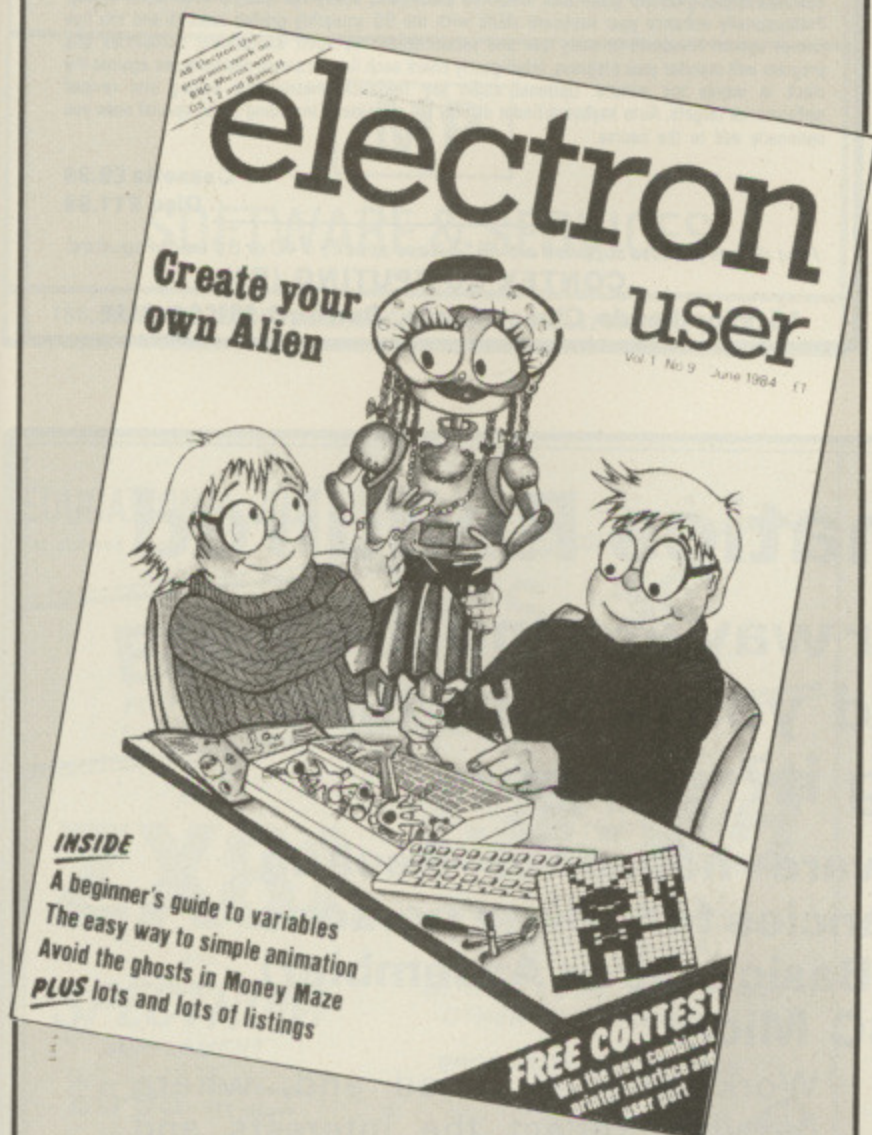 All Electron User
programs work on
BBC Micros with
OS 1.2 and Basic II
electron
user
Vol 1 No 9 June 1984 £1
Create your
own Alien
INSIDE
A beginner's guide to variables
The easy way to simple animation
Avoid the ghosts in Money Maze
PLUS lots and lots of listings
FREE CONTEST
Win the new combined
printer interface and
user port